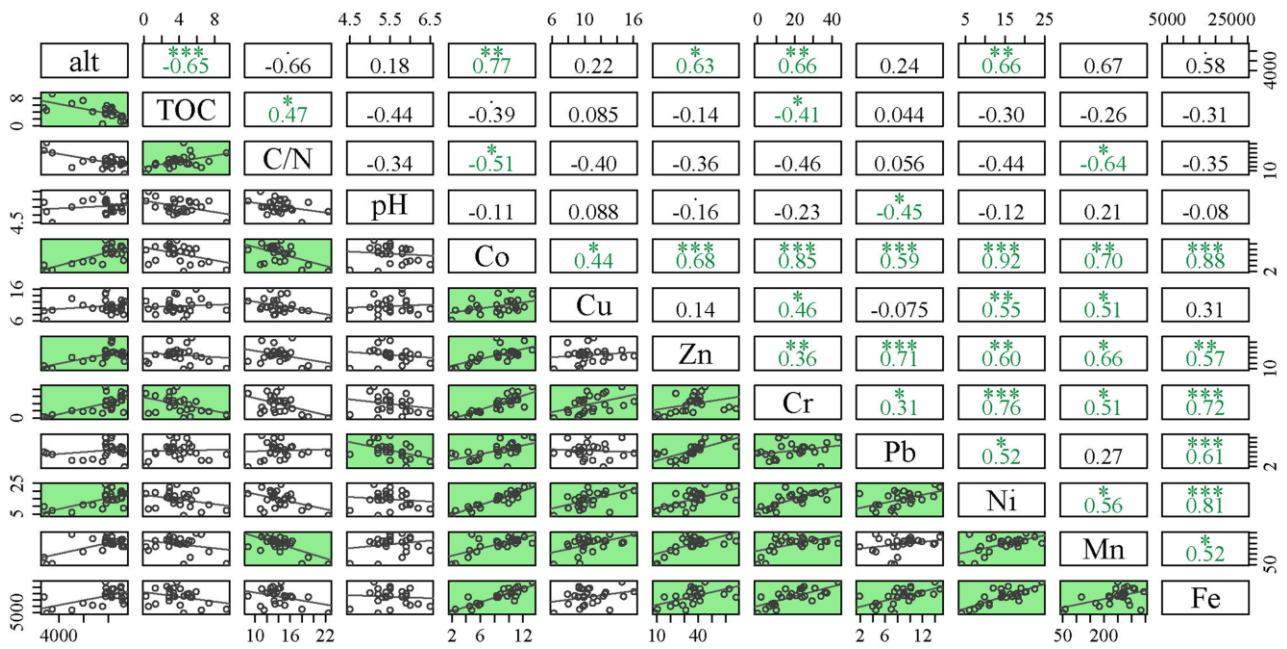 0 4 8 4.5 5.5 6.5 6 10 16 0 20 40 5 15 25 5000 25000
*** ** * ** **
alt -0.65 -0.66 0.18 0.77 0.22 0.63 0.66 0.24 0.66 0.67 0.58 4000
* *
0 8 TOC 0.47 -0.44 -0.39 0.085 -0.14 -0.41 0.044 -0.30 -0.26 -0.31
* *
C/N -0.34 -0.51 -0.40 -0.36 -0.46 0.056 -0.44 -0.64 -0.35 10
*
4.5 pH -0.11 0.088 -0.16 -0.23 -0.45 -0.12 0.21 -0.08
* *** *** *** *** ** ***
Co 0.44 0.68 0.85 0.59 0.92 0.70 0.88 2
* ** *
6 16 Cu 0.14 0.46 -0.075 0.55 0.51 0.31
** *** ** * **
Zn 0.36 0.71 0.60 0.66 0.57 10
* *** * ***
0 Cr 0.31 0.76 0.51 0.72
* ***
Pb 0.52 0.27 0.61 2
* ***
5 25 Ni 0.56 0.81
*
Mn 0.52 50
5000 Fe
4000 10 16 22 2 6 12 10 40 2 6 12 50 200